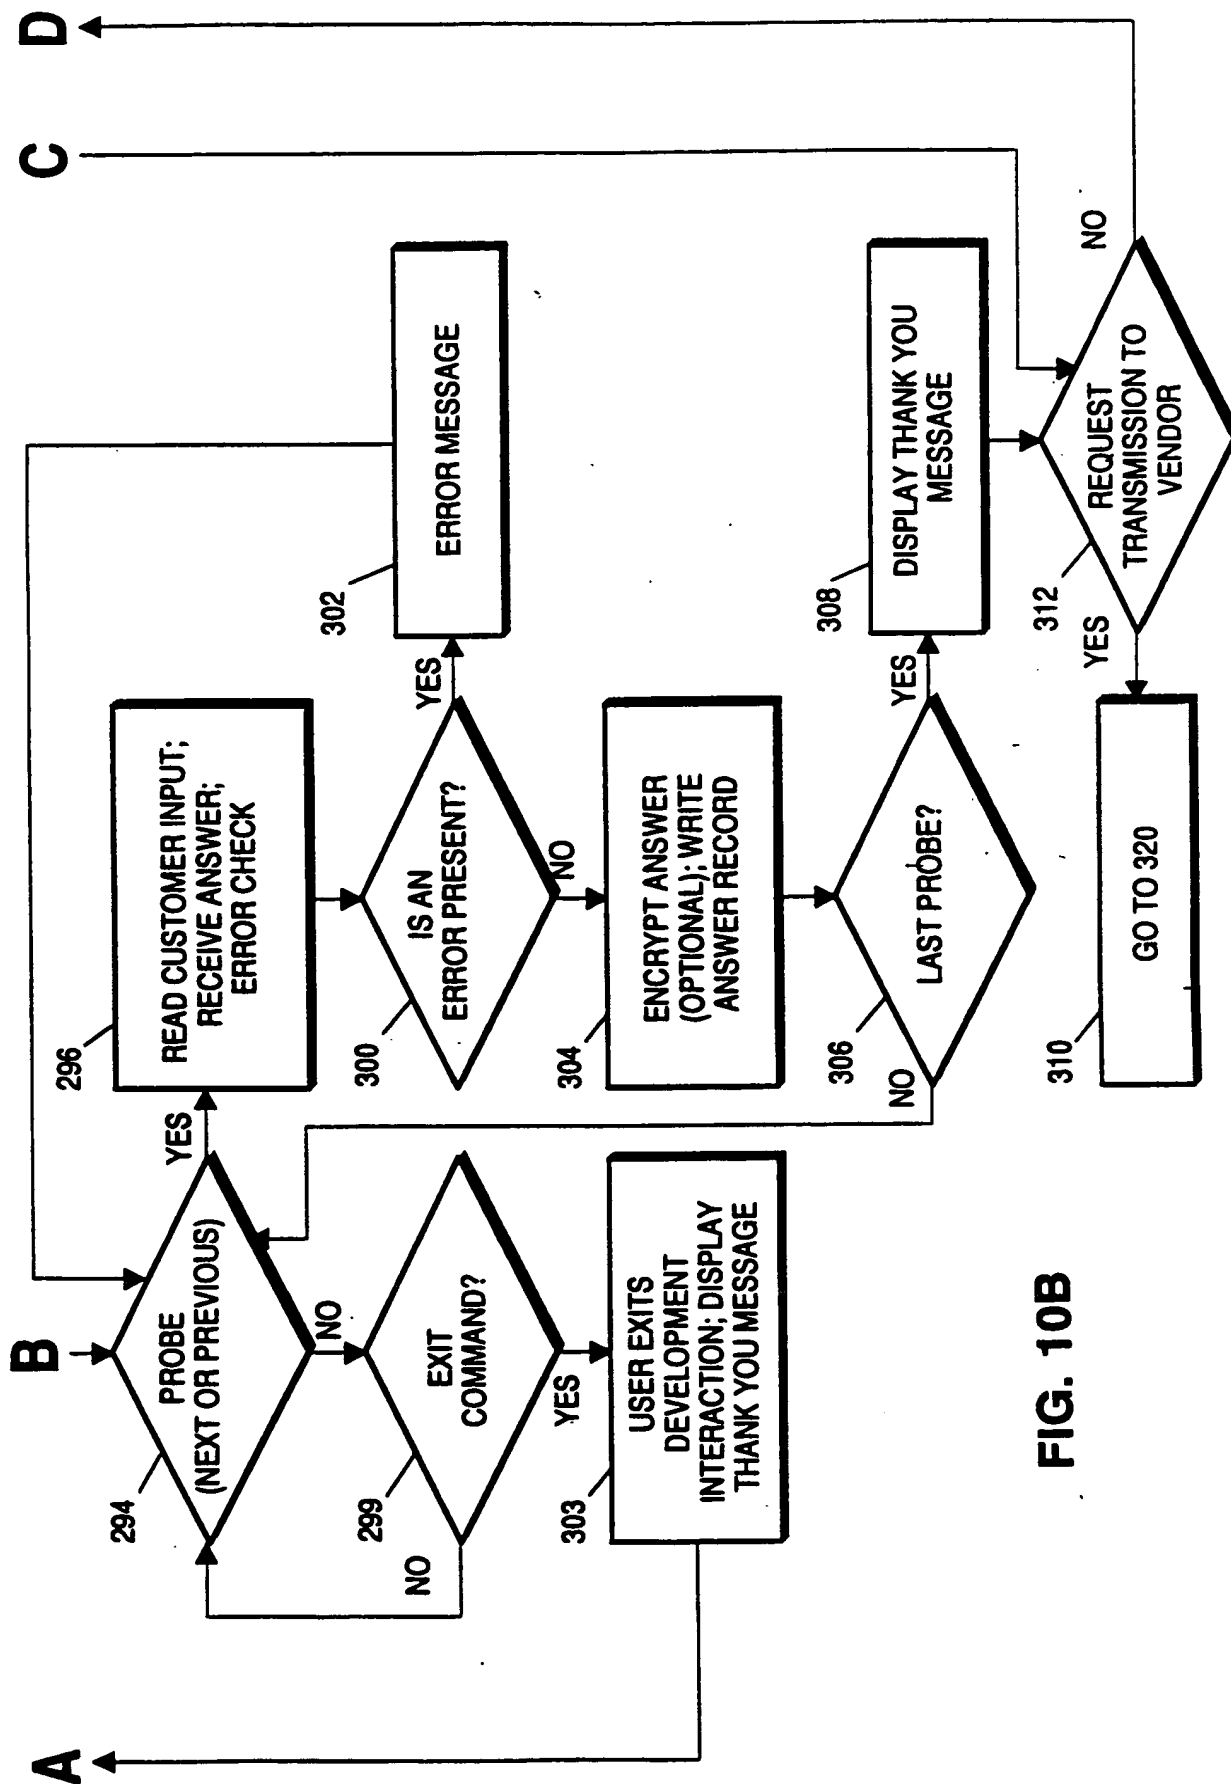 A
B
C
D
294
PROBE
(NEXT OR PREVIOUS)
YES
NO
296
READ CUSTOMER INPUT;
RECEIVE ANSWER;
ERROR CHECK
299
EXIT
COMMAND?
NO
YES
300
IS AN
ERROR PRESENT?
YES
NO
302
ERROR MESSAGE
303
USER EXITS
DEVELOPMENT
INTERACTION; DISPLAY
THANK YOU MESSAGE
304
ENCRYPT ANSWER
(OPTIONAL); WRITE
ANSWER RECORD
306
LAST PROBE?
NO
YES
308
DISPLAY THANK YOU
MESSAGE
310
GO TO 320
312
REQUEST
TRANSMISSION TO
VENDOR
YES
NO
FIG. 10B